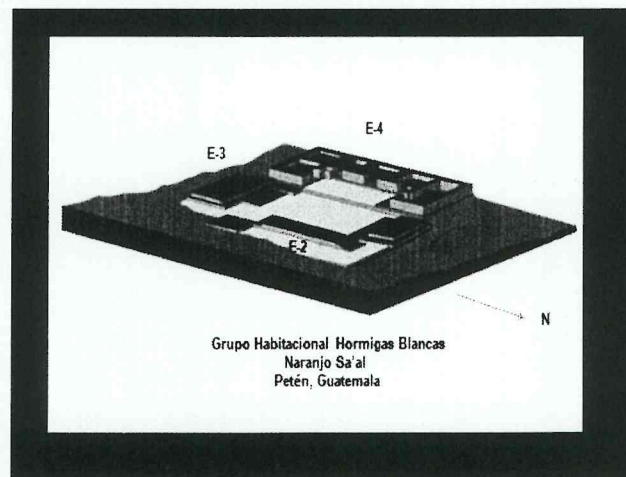 E-4
E-3
E-2
N
Grupo Habitacional Hormigas Blancas
Naranjo Sa'al
Petén, Guatemala